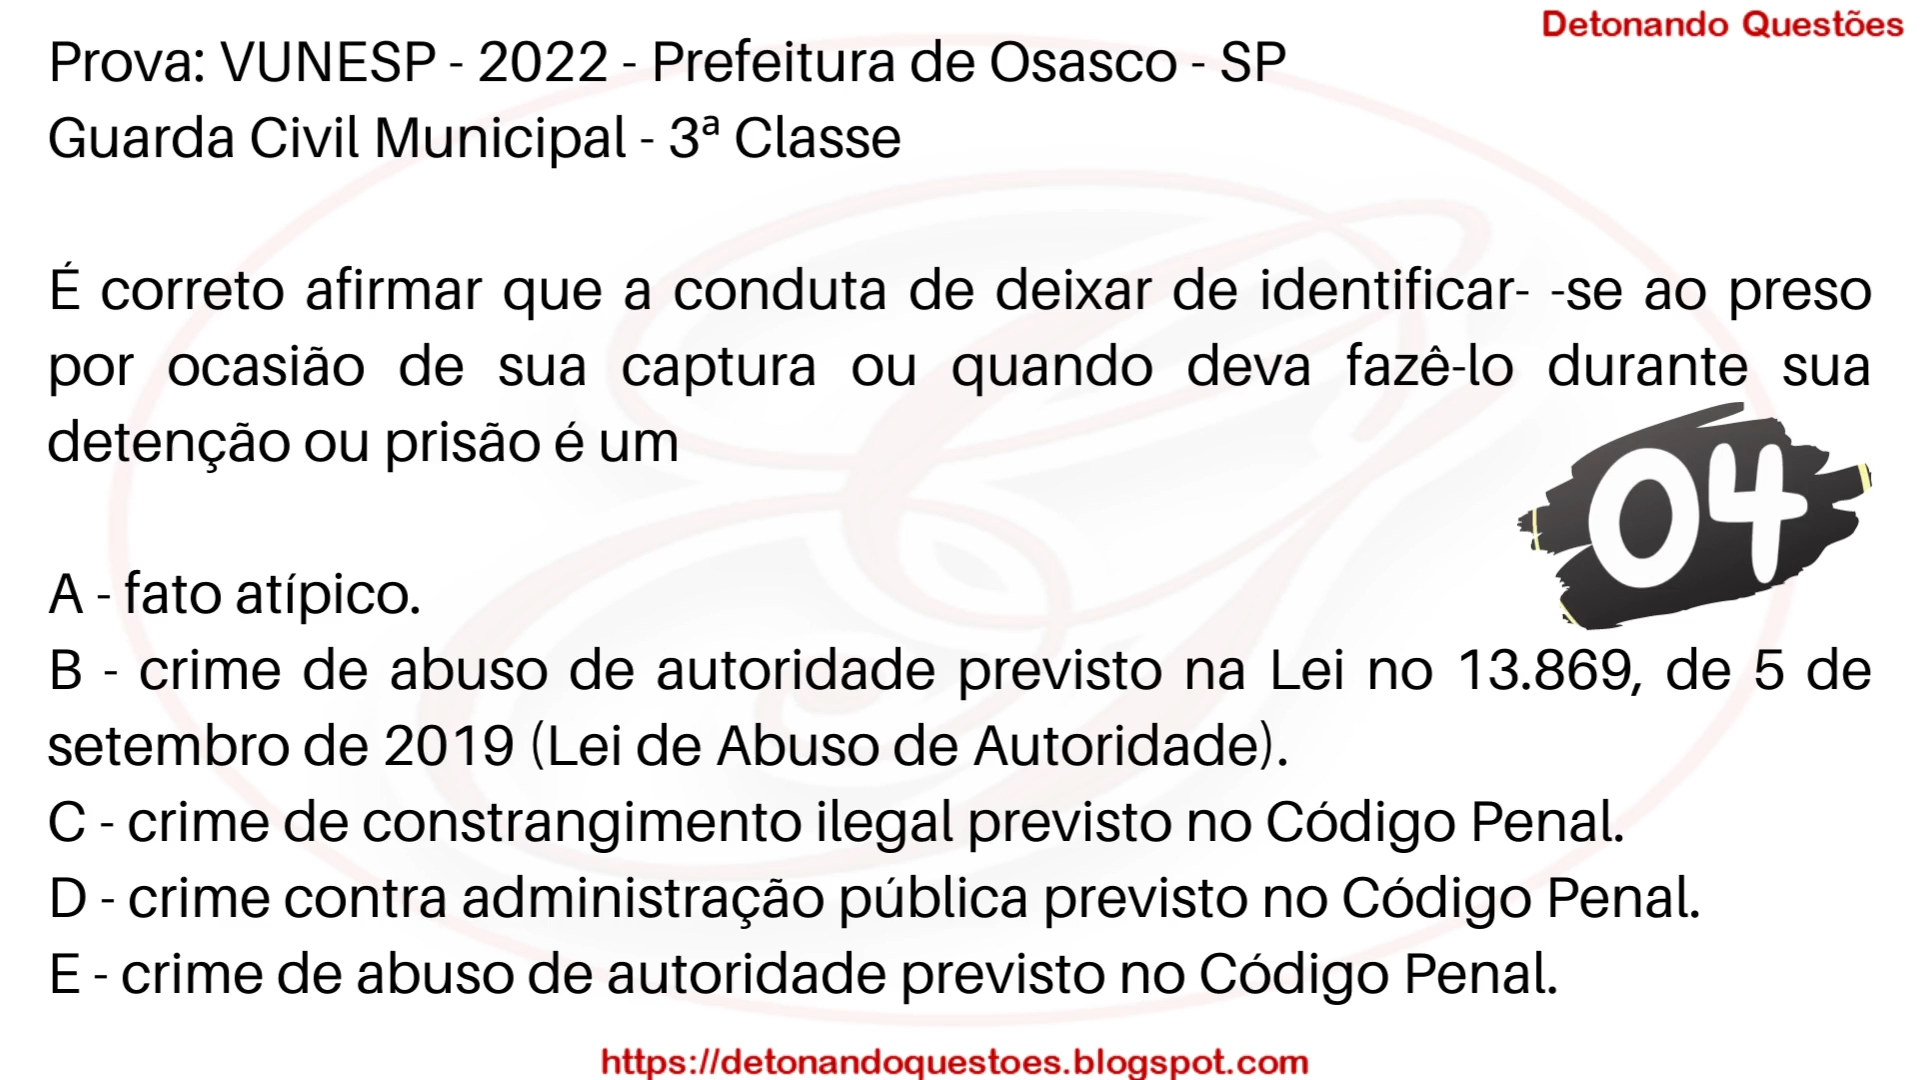 Detonando Questões
Prova: VUNESP - 2022 - Prefeitura de Osasco - SP
Guarda Civil Municipal - 3ª Classe
É correto afirmar que a conduta de deixar de identificar- -se ao preso
por ocasião de sua captura ou quando deva fazê-lo durante sua
detenção ou prisão é um
04
A - fato atípico.
B - crime de abuso de autoridade previsto na Lei no 13.869, de 5 de
setembro de 2019 (Lei de Abuso de Autoridade).
C - crime de constrangimento ilegal previsto no Código Penal.
D - crime contra administração pública previsto no Código Penal.
E - crime de abuso de autoridade previsto no Código Penal.
https://detonandoquestoes.blogspot.com